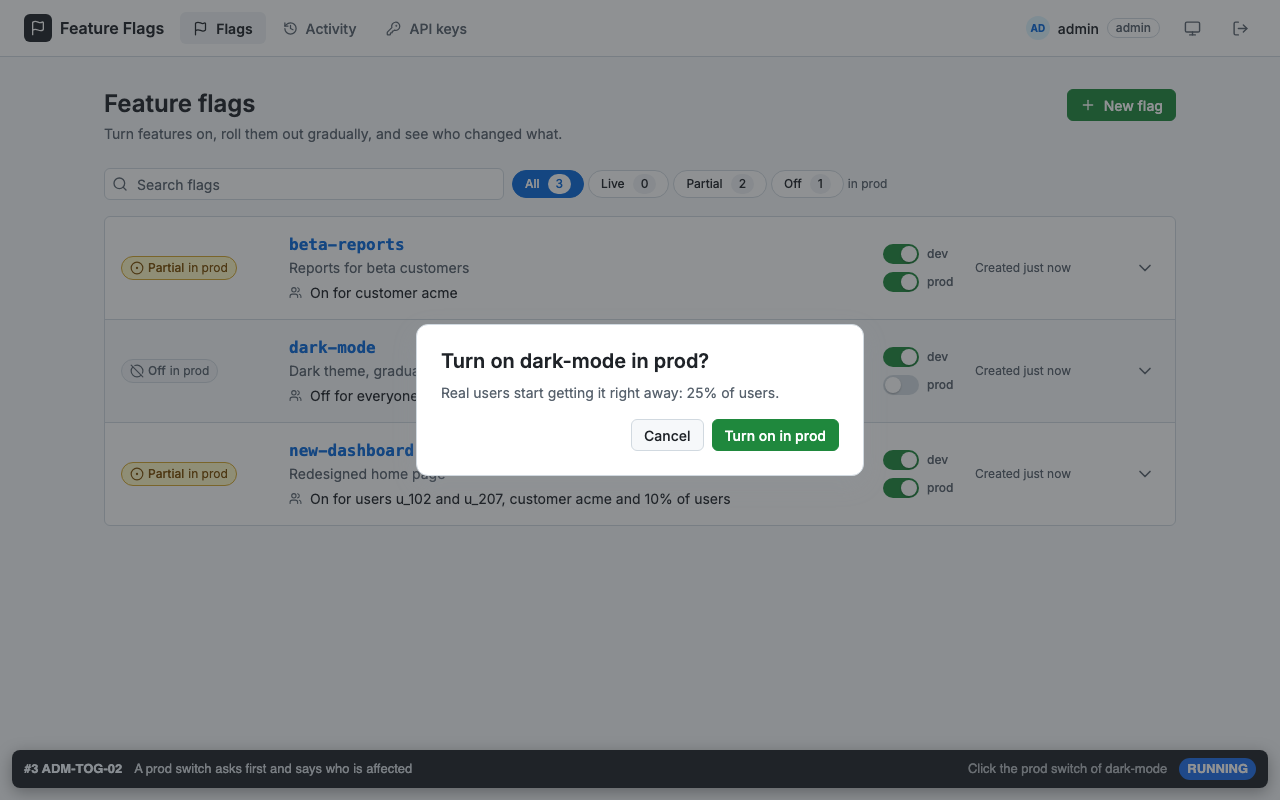 Feature Flags Flags Activity API keys AD admin admin
Feature flags
New flag
Turn features on, roll them out gradually, and see who changed what.
Search flags All 3 Live 0 Partial 2 Off 1 in prod
beta-reports
Partial in prod Reports for beta customers dev prod Created just now
On for customer acme
dark-mode
Off in prod Dark theme, gradua dev prod Created just now
Off for everyone
Turn on dark-mode in prod?
Real users start getting it right away: 25% of users.
Cancel Turn on in prod
new-dashboard
Partial in prod Redesigned home page dev prod Created just now
On for users u_102 and u_207, customer acme and 10% of users
#3 ADM-TOG-02 A prod switch asks first and says who is affected Click the prod switch of dark-mode RUNNING